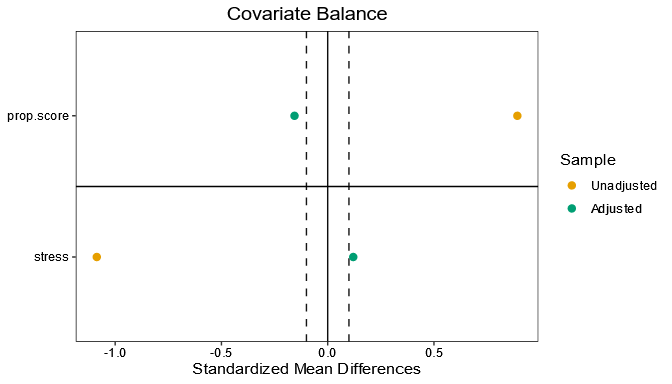 Covariate Balance
prop.score
stress
-1.0
-0.5
0.0
0.5
Standardized Mean Differences
Sample
Unadjusted
Adjusted